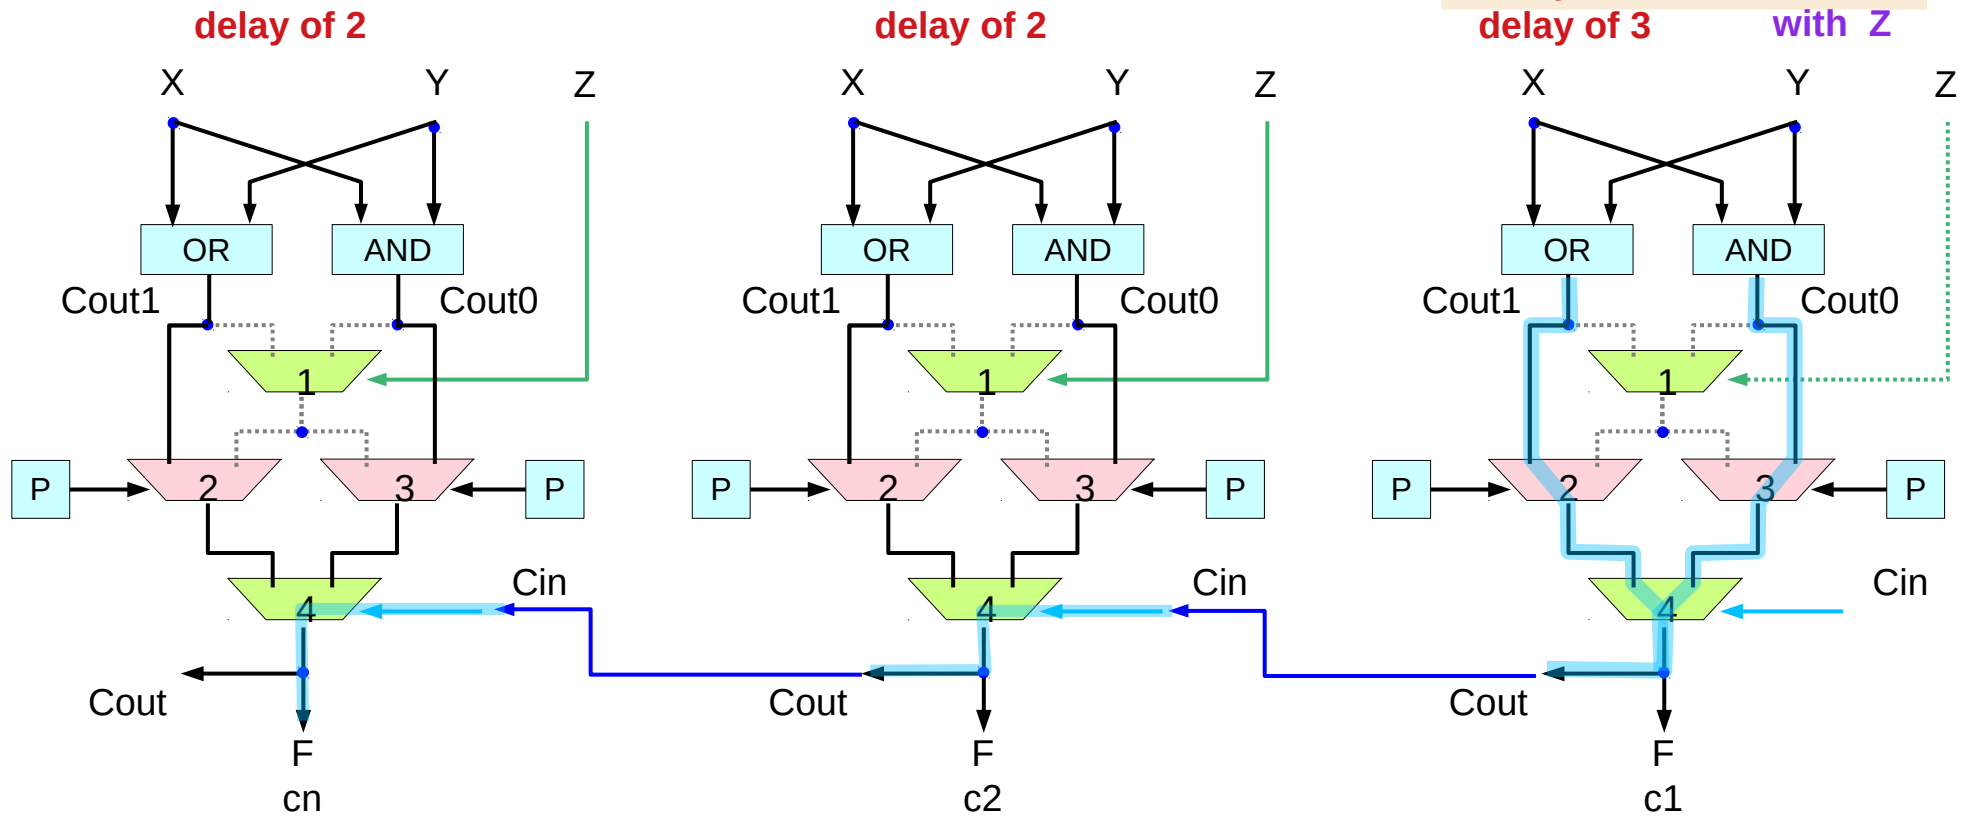 delay of 2 delay of 2 delay of 3 with Z
X Y Z X Y Z X Y Z
OR AND OR AND OR AND
Cout1 Cout0 Cout1 Cout0 Cout1 Cout0
1 1 1
P 2 3 P P 2 3 P P 2 3 P
4 Cin 4 Cin 4 Cin
Cout Cout Cout
F F F
cn c2 c1